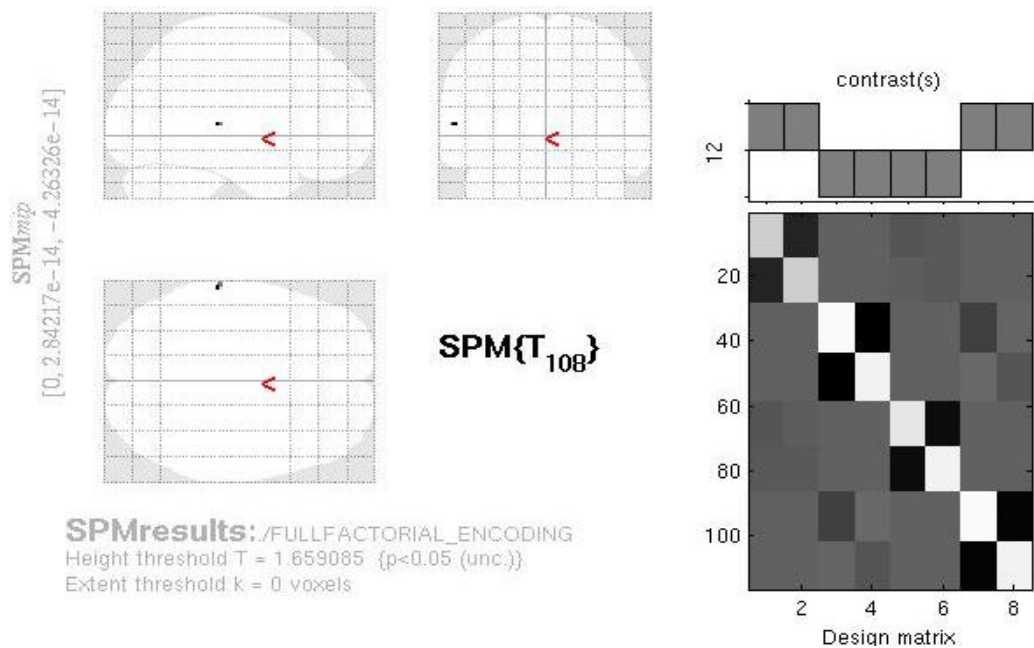 SPMmip
[0, 2.84217e-14, -4.26326e-14]
<
<
<
SPM{T108}
SPMresults: ./FULLFACTORIAL_ENCODING
Height threshold T = 1.659085 {p<0.05 (unc.)}
Extent threshold k = 0 voxels
contrast(s)
12
20
40
60
80
100
2 4 6 8
Design matrix